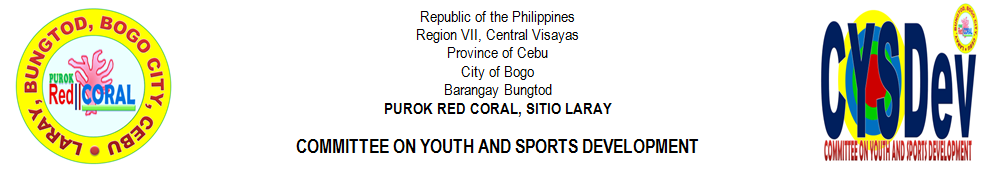 LARAY, BUNGTOD, BOGO CITY, CEBU
PUROK
Red CORAL
Republic of the Philippines
Region VII, Central Visayas
Province of Cebu
City of Bogo
Barangay Bungtod
PUROK RED CORAL, SITIO LARAY
COMMITTEE ON YOUTH AND SPORTS DEVELOPMENT
CYSDev
COMMITTEE ON YOUTH AND SPORTS DEVELOPMENT